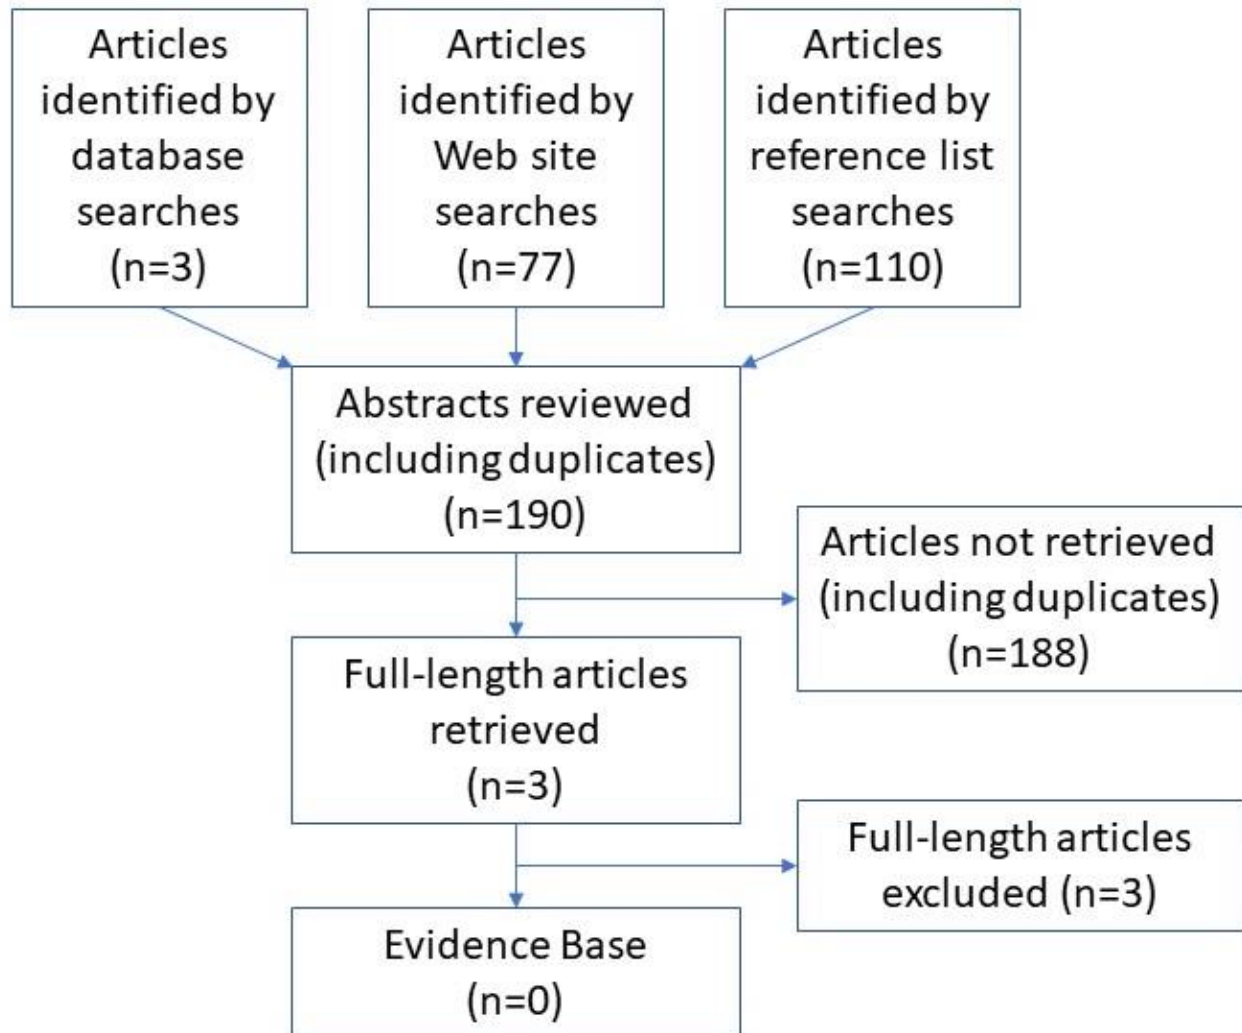 Articles
identified by
database
searches
(n=3)
Articles
identified by
Web site
searches
(n=77)
Articles
identified by
reference list
searches
(n=110)
Abstracts reviewed
(including duplicates)
(n=190)
Articles not retrieved
(including duplicates)
(n=188)
Full-length articles
retrieved
(n=3)
Full-length articles
excluded (n=3)
Evidence Base
(n=0)